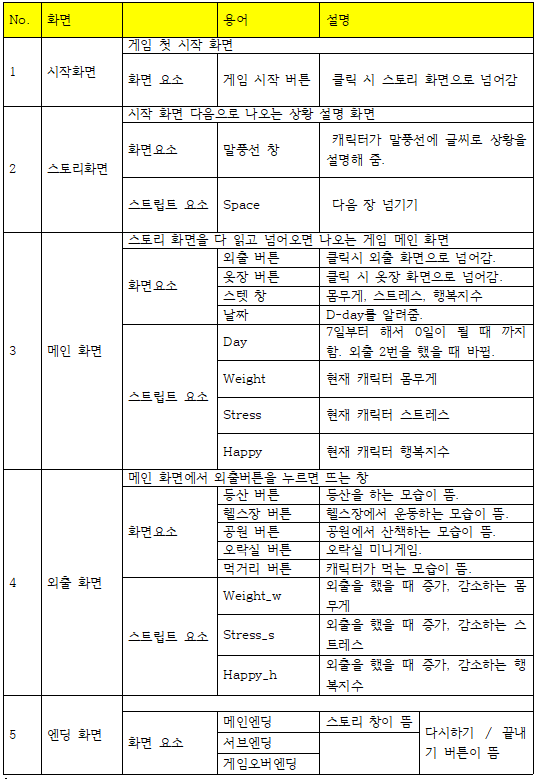 No. 화면 용어 설명
게임 첫 시작 화면
1 시작화면 화면 요소 게임 시작 버튼 클릭 시 스토리 화면으로 넘어감
시작 화면 다음으로 나오는 상황 설명 화면
2 스토리화면 화면요소 말풍선 창 캐릭터가 말풍선에 글씨로 상황을
설명해 줌.
스트립트 요소 Space 다음 장 넘기기
스토리 화면을 다 읽고 넘어오면 나오는 게임 메인 화면
3 메인 화면 화면요소 외출 버튼 클릭시 외출 화면으로 넘어감.
옷장 버튼 클릭 시 옷장 화면으로 넘어감.
스텟 창 몸무게, 스트레스, 행복지수
날짜 D-day를 알려줌.
스트립트 요소 Day 7일부터 해서 0일이 될 때 까지
함. 외출 2번을 했을 때 바뀜.
Weight 현재 캐릭터 몸무게
Stress 현재 캐릭터 스트레스
Happy 현재 캐릭터 행복지수
메인 화면에서 외출버튼을 누르면 뜨는 창
4 외출 화면 화면요소 등산 버튼 등산을 하는 모습이 뜸.
헬스장 버튼 헬스장에서 운동하는 모습이 뜸.
공원 버튼 공원에서 산책하는 모습이 뜸.
오락실 버튼 오락실 미니게임.
먹거리 버튼 캐릭터가 먹는 모습이 뜸.
스트립트 요소 Weight_w 외출을 했을 때 증가, 감소하는 몸
무게
Stress_s 외출을 했을 때 증가, 감소하는 스
트레스
Happy_h 외출을 했을 때 증가, 감소하는 행
복지수
5 엔딩 화면 화면 요소 메인엔딩 스토리 창이 뜸 다시하기 / 끝내
기 버튼이 뜸
서브엔딩
게임오버엔딩